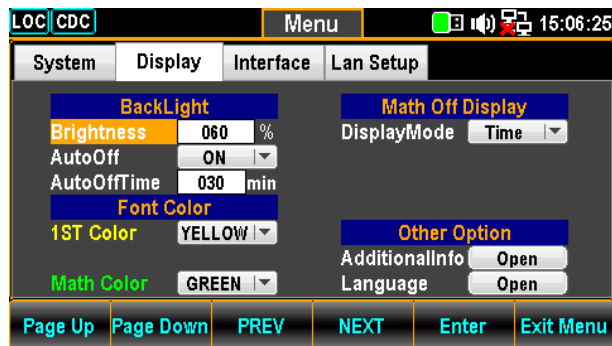 LOC CDC Menu 15:06:25
System Display Interface Lan Setup
BackLight
Brightness 060 %
AutoOff ON
AutoOffTime 030 min
Font Color
1ST Color YELLOW
Math Color GREEN
Math Off Display
DisplayMode Time
Other Option
AdditionalInfo Open
Language Open
Page Up Page Down PREV NEXT Enter Exit Menu